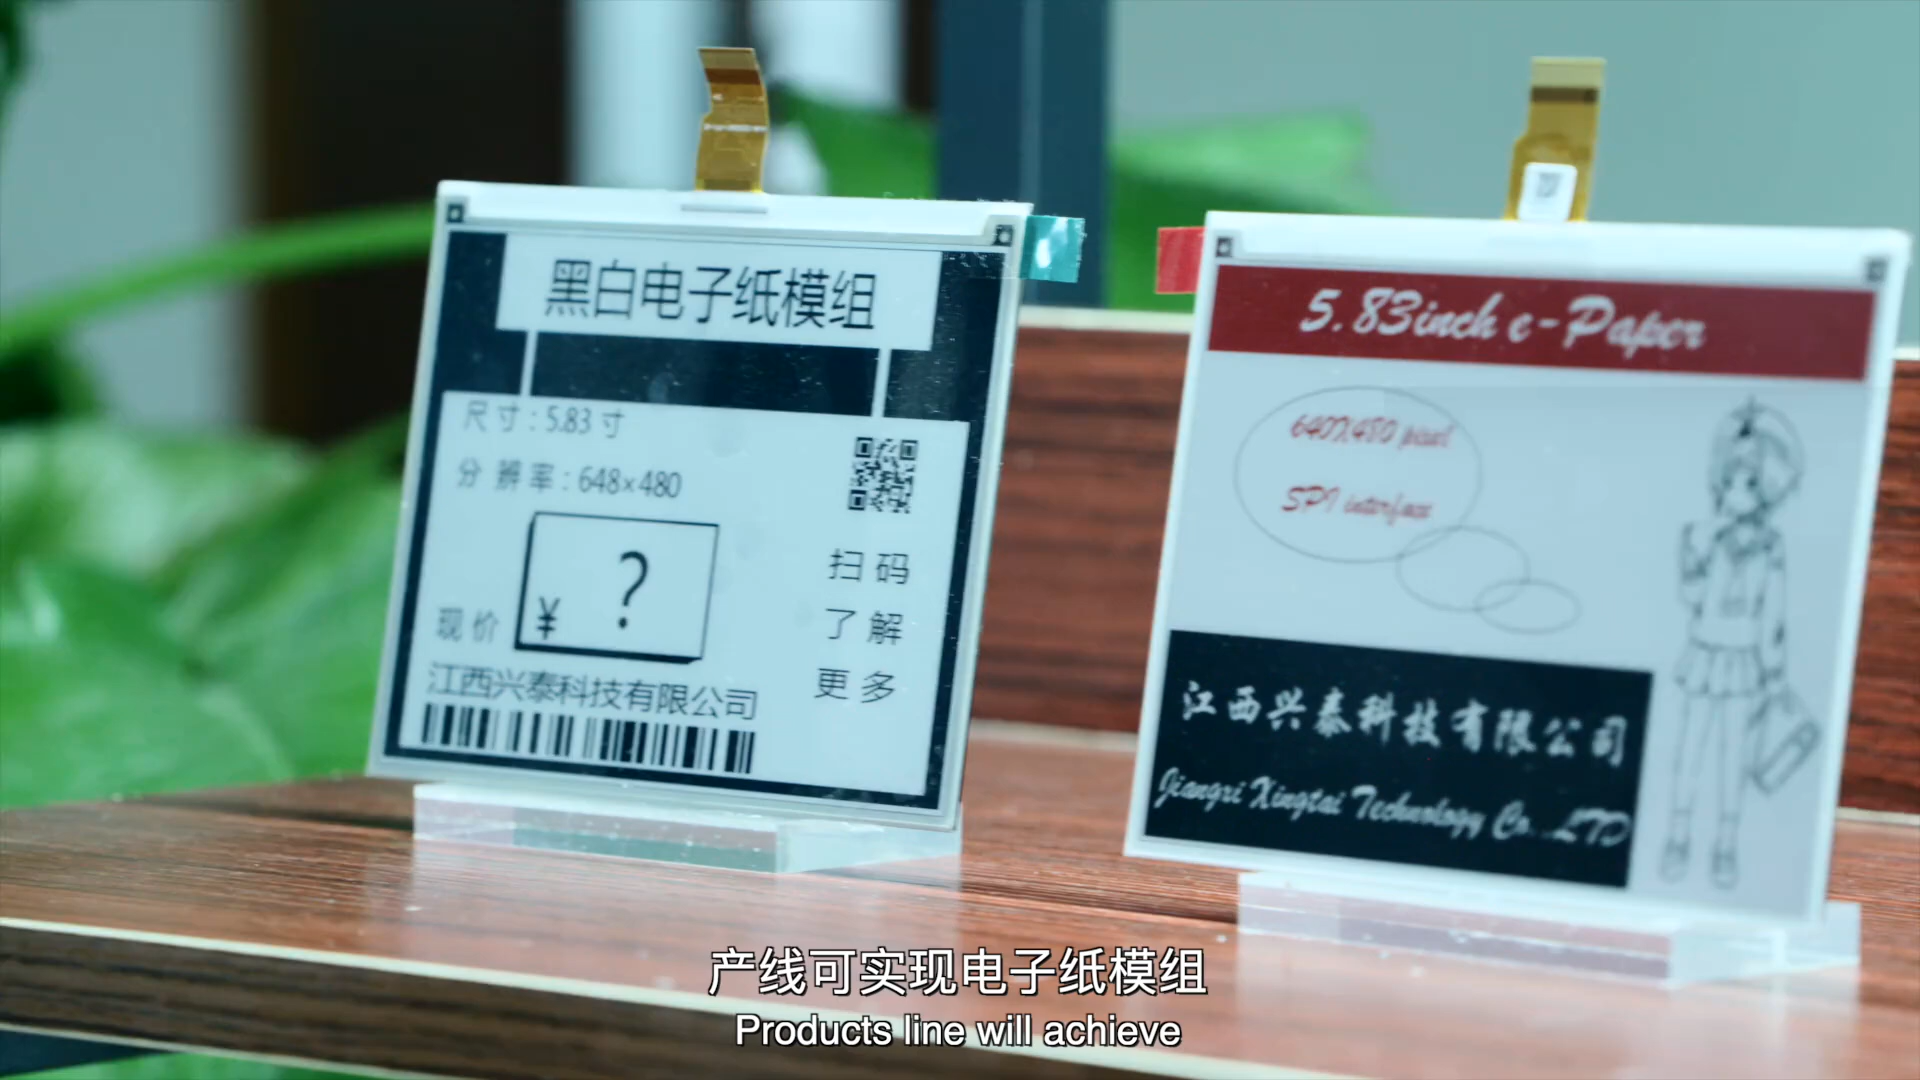 黑白电子纸模组
尺寸:5.83寸
分辨率:648×480
现价
¥ ?
江西兴泰科技有限公司
扫码
了解
更多
5.83inch e-Paper
640X480 pixel
SPI interface
江西兴泰科技有限公司
Jiangxi Xingtai Technology Co.,LTD
产线可实现电子纸模组
Products line will achieve